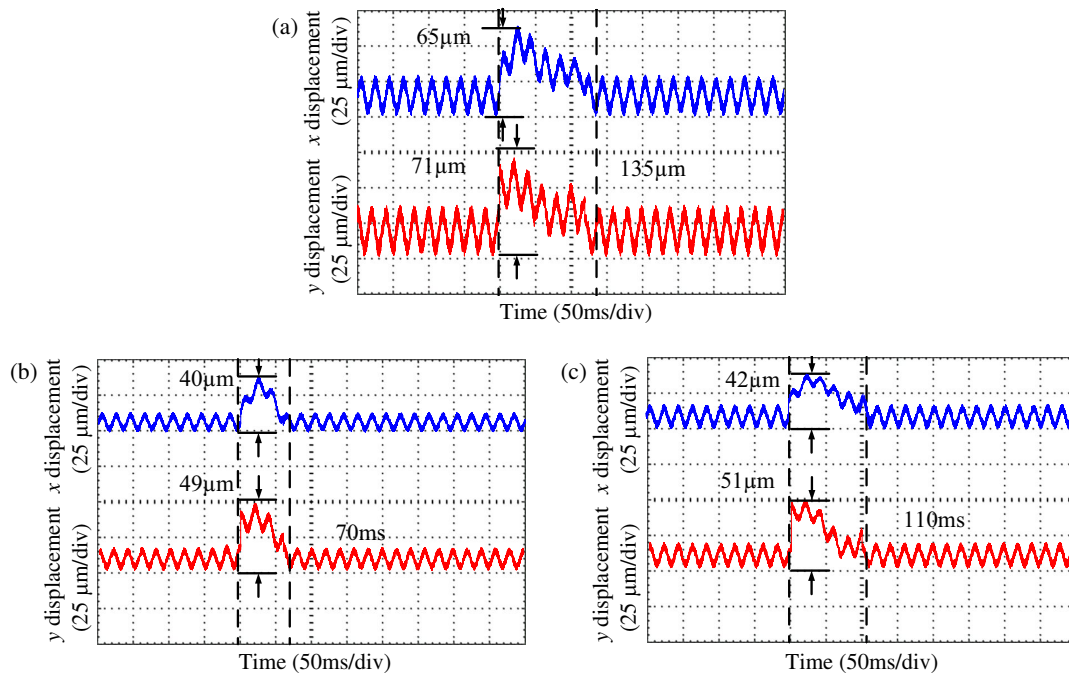 (a)
x displacement
(25 µm/div)
65µm
y displacement
(25 µm/div)
71µm
135µm
Time (50ms/div)
(b)
x displacement
(25 µm/div)
40µm
y displacement
(25 µm/div)
49µm
70ms
Time (50ms/div)
(c)
x displacement
(25 µm/div)
42µm
y displacement
(25 µm/div)
51µm
110ms
Time (50ms/div)